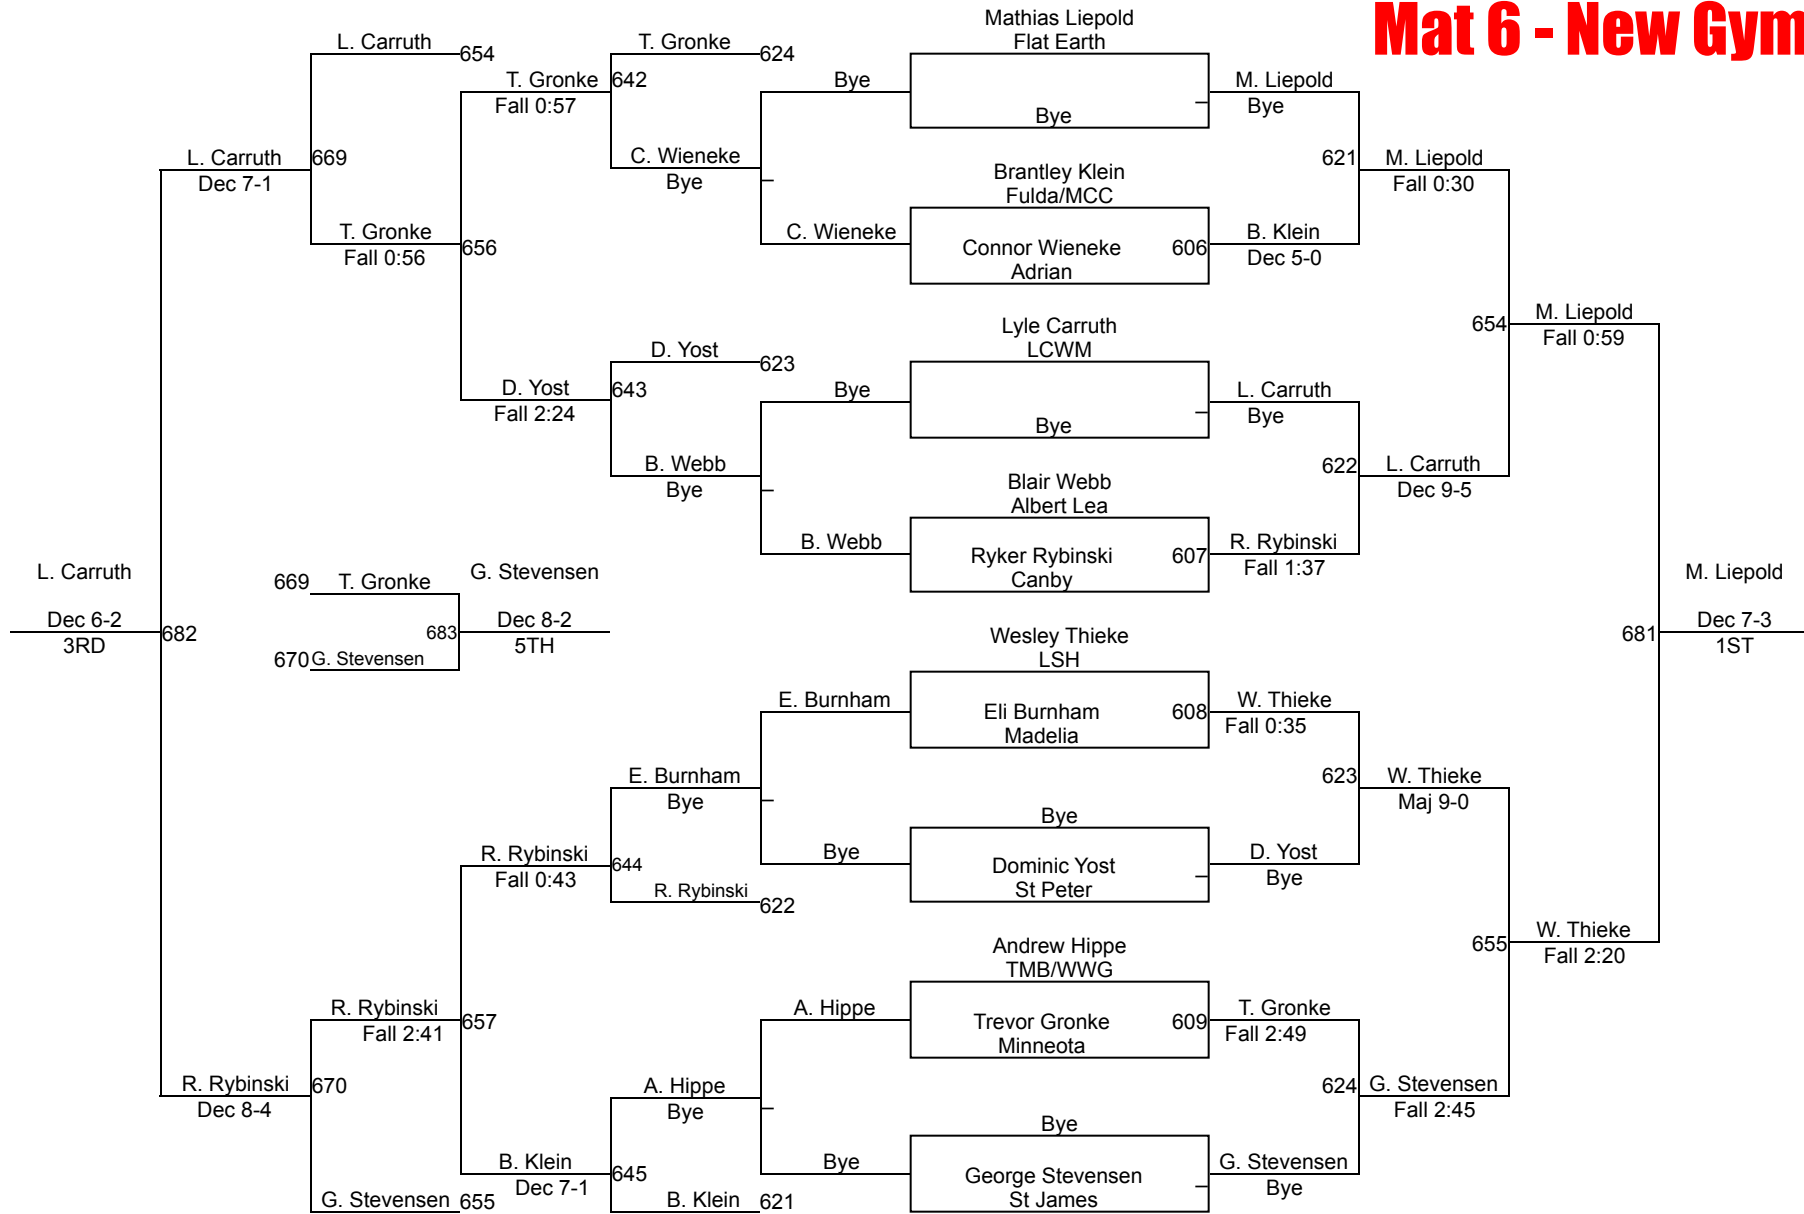 Mat 6 - New Gym
Mathias Liepold
Flat Earth
Bye
Brantley Klein
Fulda/MCC
Connor Wieneke
Adrian
606
Lyle Carruth
LCWM
Bye
Blair Webb
Albert Lea
Ryker Rybinski
Canby
607
Wesley Thieke
LSH
Eli Burnham
Madelia
608
Bye
Dominic Yost
St Peter
Andrew Hippe
TMB/WWG
Trevor Gronke
Minneota
609
Bye
George Stevensen
St James
M. Liepold
Bye
621
B. Klein
Dec 5-0
L. Carruth
Bye
622
R. Rybinski
Fall 1:37
W. Thieke
Fall 0:35
623
D. Yost
Bye
T. Gronke
Fall 2:49
624
G. Stevensen
Bye
M. Liepold
Fall 0:30
654
L. Carruth
Dec 9-5
W. Thieke
Maj 9-0
655
G. Stevensen
Fall 2:45
M. Liepold
Fall 0:59
681
W. Thieke
Fall 2:20
M. Liepold
Dec 7-3
1ST
Bye
C. Wieneke
Bye
B. Webb
E. Burnham
Bye
A. Hippe
Bye
T. Gronke
624
642
C. Wieneke
Bye
D. Yost
623
643
B. Webb
Bye
E. Burnham
Bye
644
R. Rybinski
622
A. Hippe
Bye
645
B. Klein
621
T. Gronke
Fall 0:57
656
D. Yost
Fall 2:24
R. Rybinski
Fall 0:43
657
B. Klein
Dec 7-1
L. Carruth
654
669
T. Gronke
Fall 0:56
R. Rybinski
Fall 2:41
670
G. Stevensen
655
L. Carruth
Dec 7-1
682
R. Rybinski
Dec 8-4
L. Carruth
Dec 6-2
3RD
669
T. Gronke
683
670
G. Stevensen
G. Stevensen
Dec 8-2
5TH